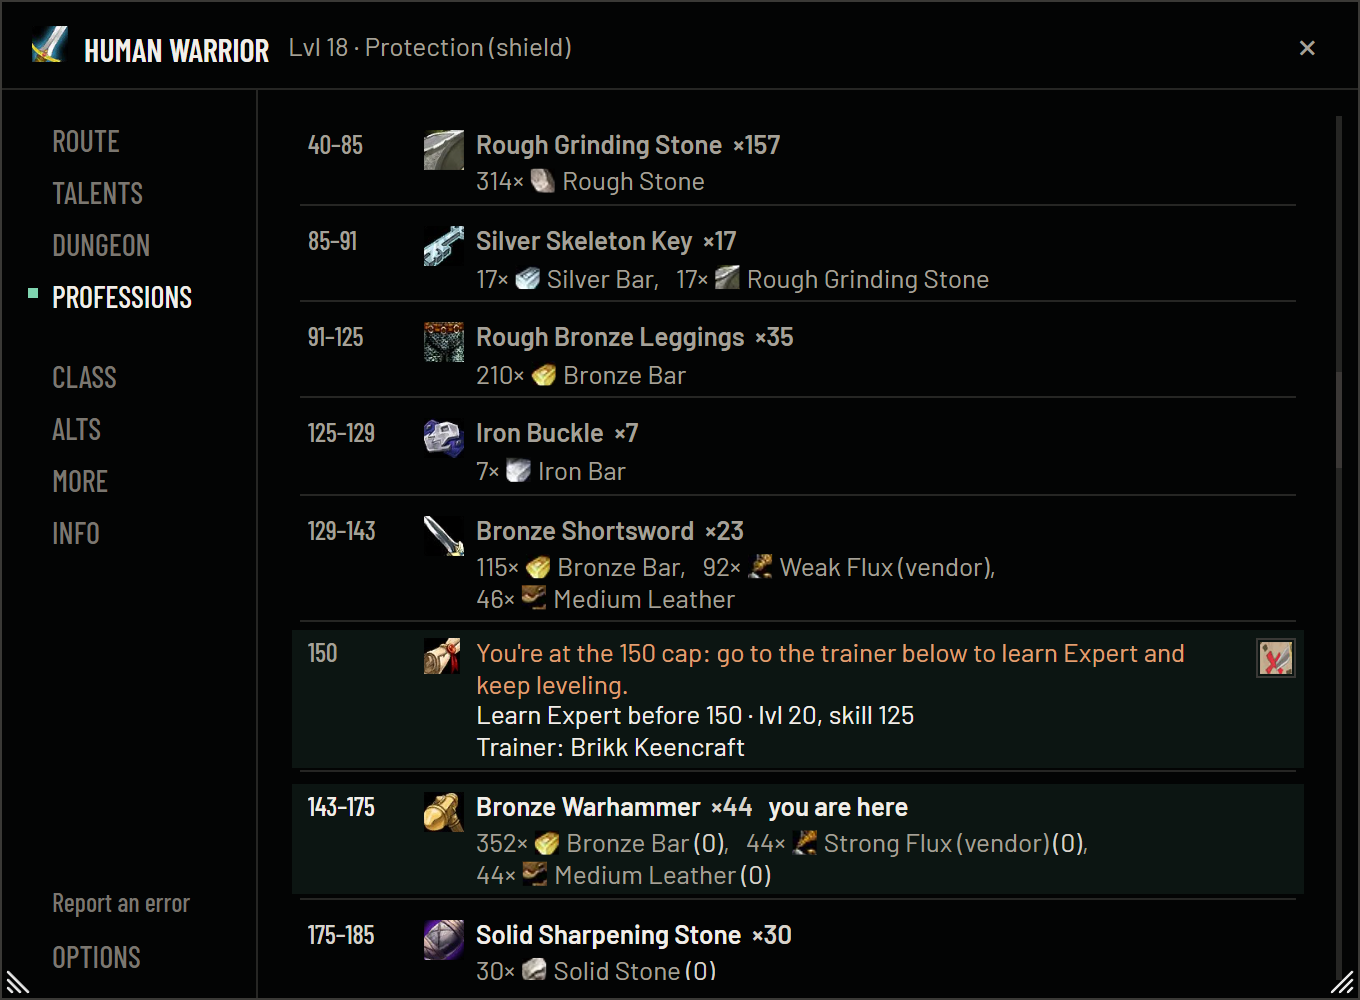 HUMAN WARRIOR Lvl 18 · Protection (shield) ×
ROUTE
TALENTS
DUNGEON
PROFESSIONS
CLASS
ALTS
MORE
INFO
Report an error
OPTIONS
40–85 Rough Grinding Stone ×157
314× Rough Stone
85–91 Silver Skeleton Key ×17
17× Silver Bar, 17× Rough Grinding Stone
91–125 Rough Bronze Leggings ×35
210× Bronze Bar
125–129 Iron Buckle ×7
7× Iron Bar
129–143 Bronze Shortsword ×23
115× Bronze Bar, 92× Weak Flux (vendor),
46× Medium Leather
150 You're at the 150 cap: go to the trainer below to learn Expert and
keep leveling.
Learn Expert before 150 · lvl 20, skill 125
Trainer: Brikk Keencraft
143–175 Bronze Warhammer ×44 you are here
352× Bronze Bar (0), 44× Strong Flux (vendor) (0),
44× Medium Leather (0)
175–185 Solid Sharpening Stone ×30
30× Solid Stone (0)